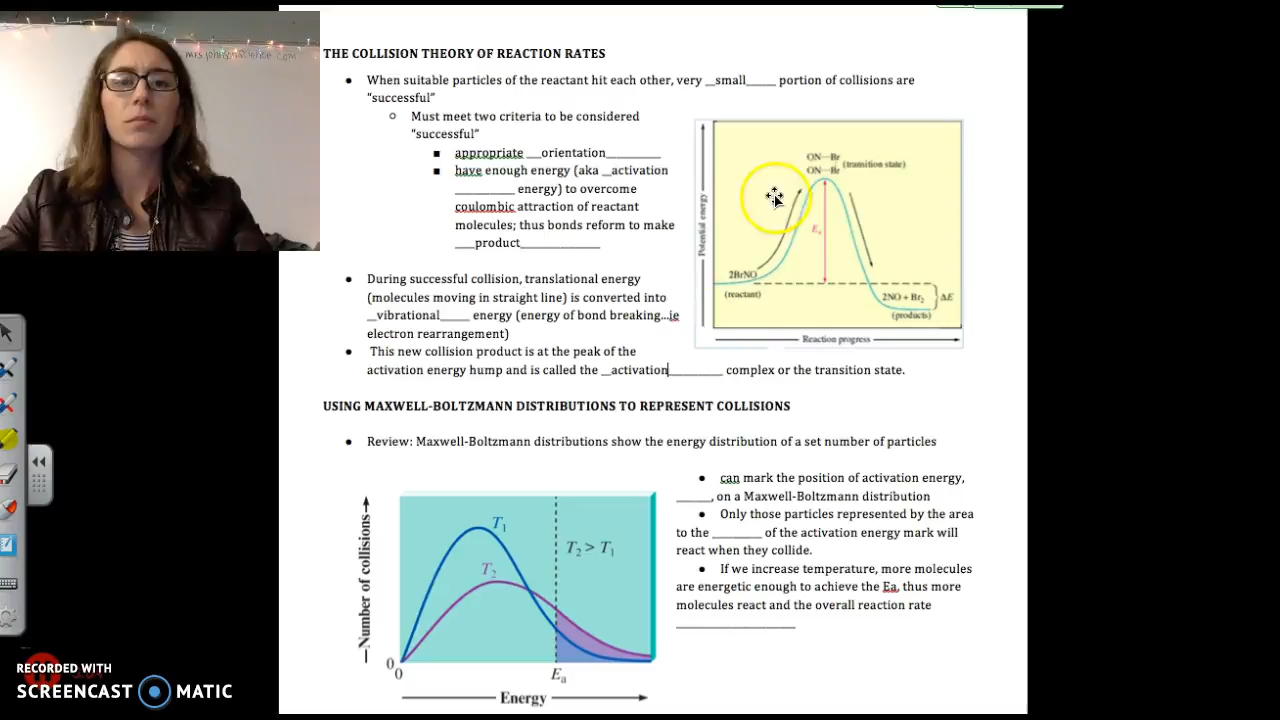 mrsjohnsonscience.com
THE COLLISION THEORY OF REACTION RATES
When suitable particles of the reactant hit each other, very __small_____ portion of collisions are
“successful”
Must meet two criteria to be considered
“successful”
appropriate ___orientation__________
have enough energy (aka __activation
___________ energy) to overcome
coulombic attraction of reactant
molecules; thus bonds reform to make
____product_______________
During successful collision, translational energy
(molecules moving in straight line) is converted into
__vibrational_____ energy (energy of bond breaking...ie
electron rearrangement)
This new collision product is at the peak of the
activation energy hump and is called the __activation__________ complex or the transition state.
Potential energy
ON—Br
ON—Br
(transition state)
Ea
2BrNO
(reactant)
2NO + Br2
(products)
ΔE
Reaction progress
USING MAXWELL-BOLTZMANN DISTRIBUTIONS TO REPRESENT COLLISIONS
Review: Maxwell-Boltzmann distributions show the energy distribution of a set number of particles
Number of collisions
T1
T2
T2 > T1
0
0
Ea
Energy
can mark the position of activation energy,
______, on a Maxwell-Boltzmann distribution
Only those particles represented by the area
to the _________ of the activation energy mark will
react when they collide.
If we increase temperature, more molecules
are energetic enough to achieve the Ea, thus more
molecules react and the overall reaction rate
______________________
RECORDED WITH
SCREENCAST MATIC